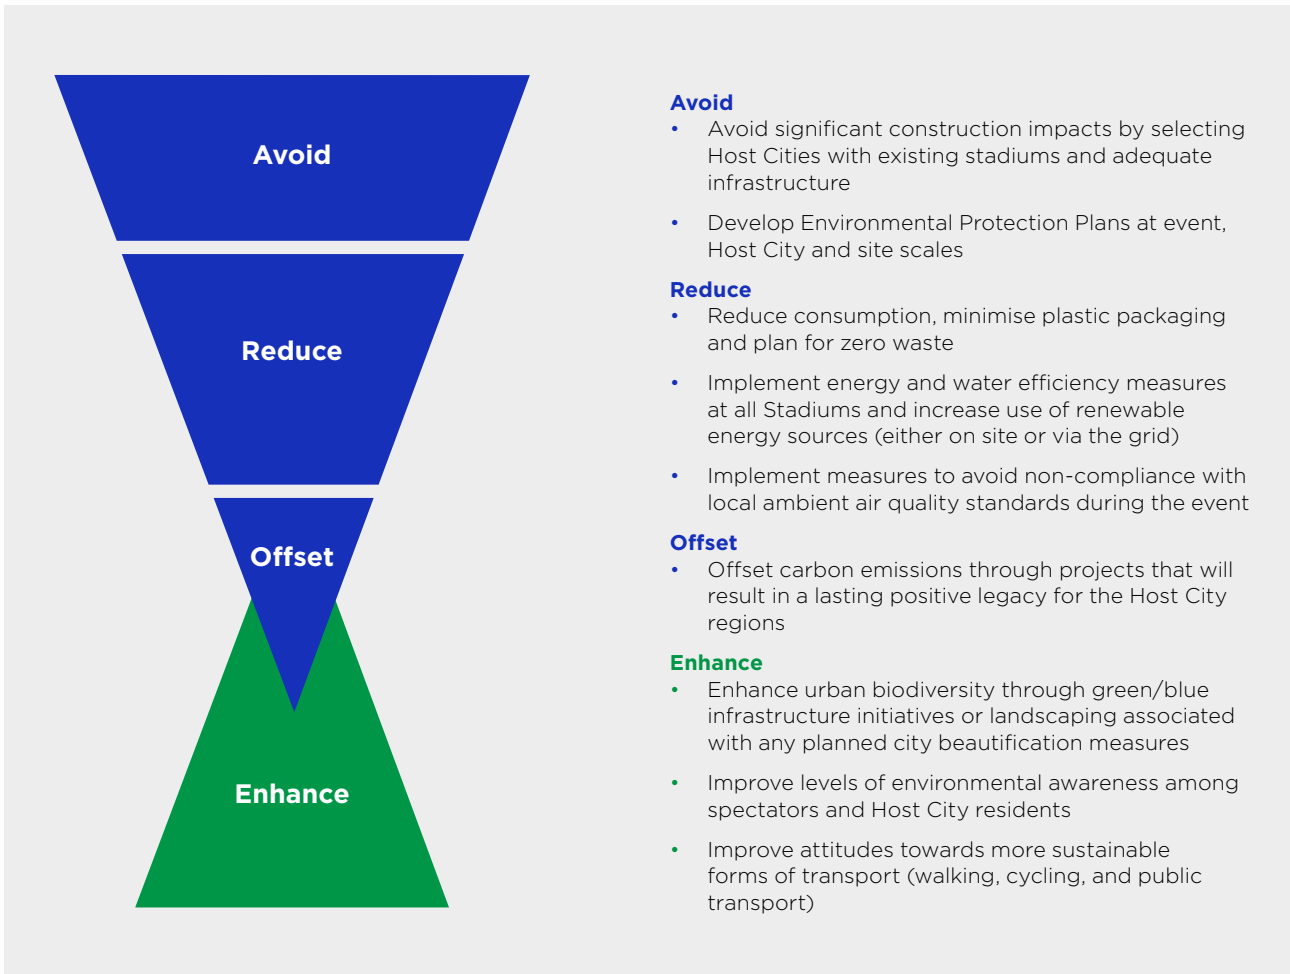 Avoid
Reduce
Offset
Enhance
Avoid
• Avoid significant construction impacts by selecting
Host Cities with existing stadiums and adequate
infrastructure
• Develop Environmental Protection Plans at event,
Host City and site scales
Reduce
• Reduce consumption, minimise plastic packaging
and plan for zero waste
• Implement energy and water efficiency measures
at all Stadiums and increase use of renewable
energy sources (either on site or via the grid)
• Implement measures to avoid non-compliance with
local ambient air quality standards during the event
Offset
• Offset carbon emissions through projects that will
result in a lasting positive legacy for the Host City
regions
Enhance
• Enhance urban biodiversity through green/blue
infrastructure initiatives or landscaping associated
with any planned city beautification measures
• Improve levels of environmental awareness among
spectators and Host City residents
• Improve attitudes towards more sustainable
forms of transport (walking, cycling, and public
transport)